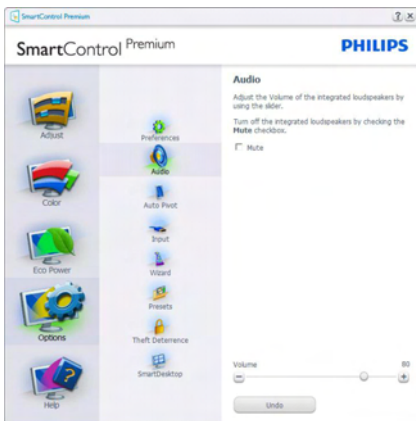 SmartControl Premium
SmartControl Premium
PHILIPS
Adjust
Color
Eco Power
Options
Help
Preferences
Audio
Auto Pivot
Input
Wizard
Presets
Theft Deterrence
SmartDesktop
Audio
Adjust the Volume of the integrated loudspeakers by
using the slider.
Turn off the integrated loudspeakers by checking the
Mute checkbox.
Mute
Volume 80
Undo